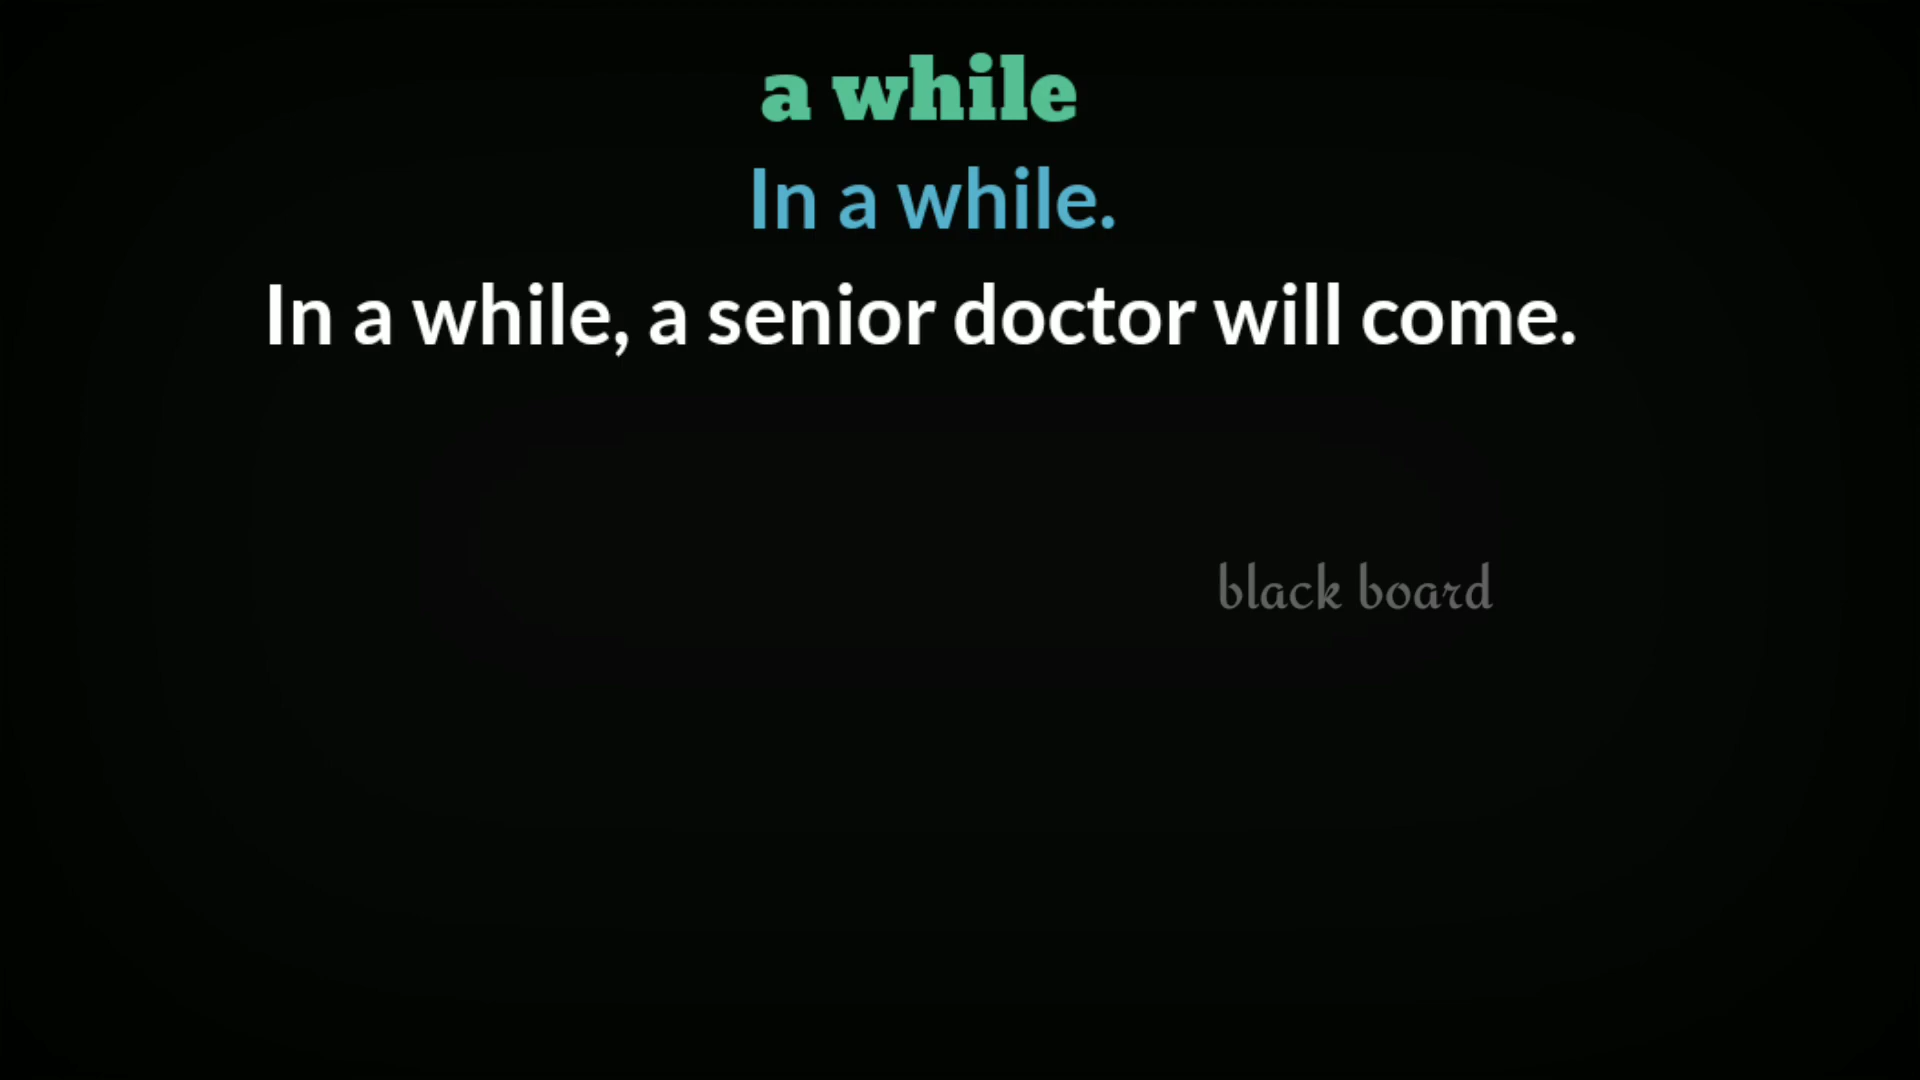 a while
In a while.
In a while, a senior doctor will come.
black board